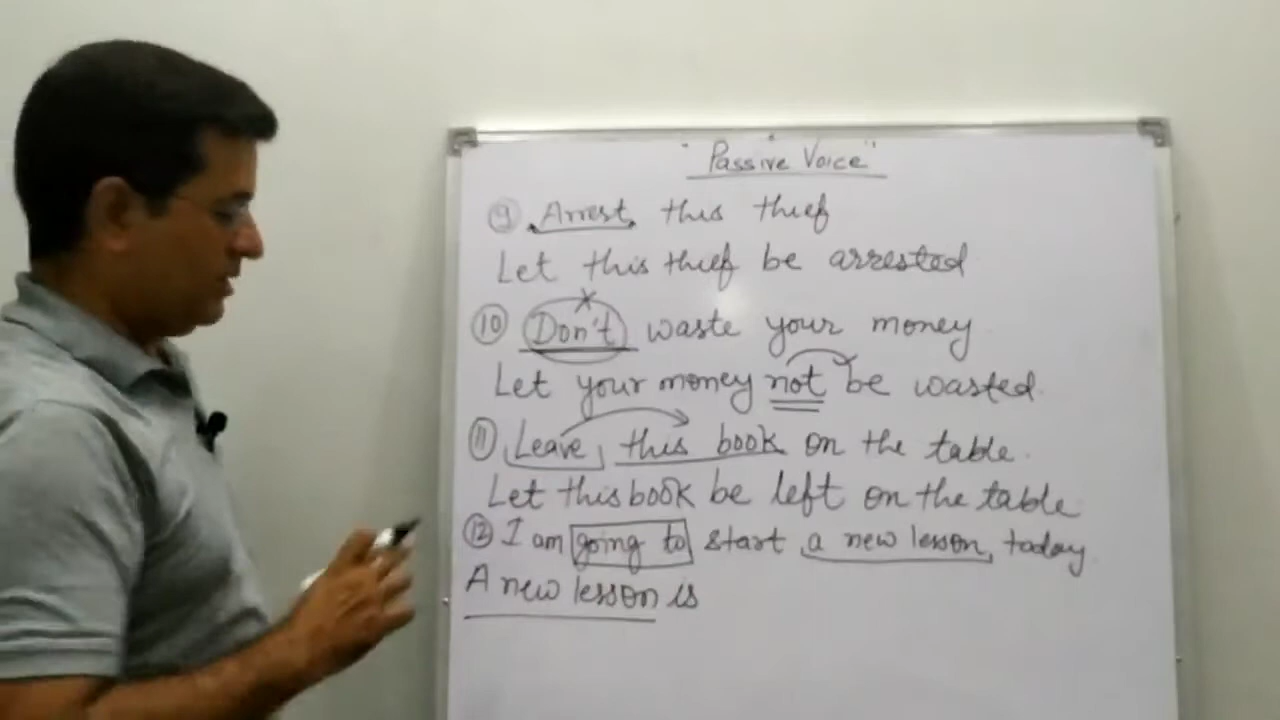 "Passive Voice"
9 Arrest this thief
Let this thief be arrested
10 Don't waste your money
Let your money not be wasted.
11 Leave this book on the table.
Let this book be left on the table
12 I am going to start a new lesson today
A new lesson is